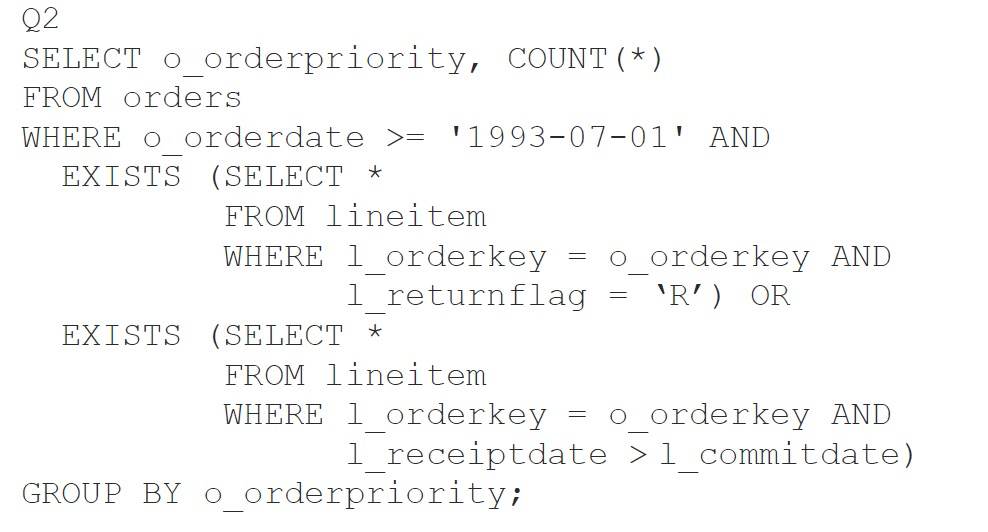 Q2
SELECT o_orderpriority, COUNT(*)
FROM orders
WHERE o_orderdate >= '1993-07-01' AND
EXISTS (SELECT *
FROM lineitem
WHERE l_orderkey = o_orderkey AND
l_returnflag = ‘R’) OR
EXISTS (SELECT *
FROM lineitem
WHERE l_orderkey = o_orderkey AND
l_receiptdate > l_commitdate)
GROUP BY o_orderpriority;